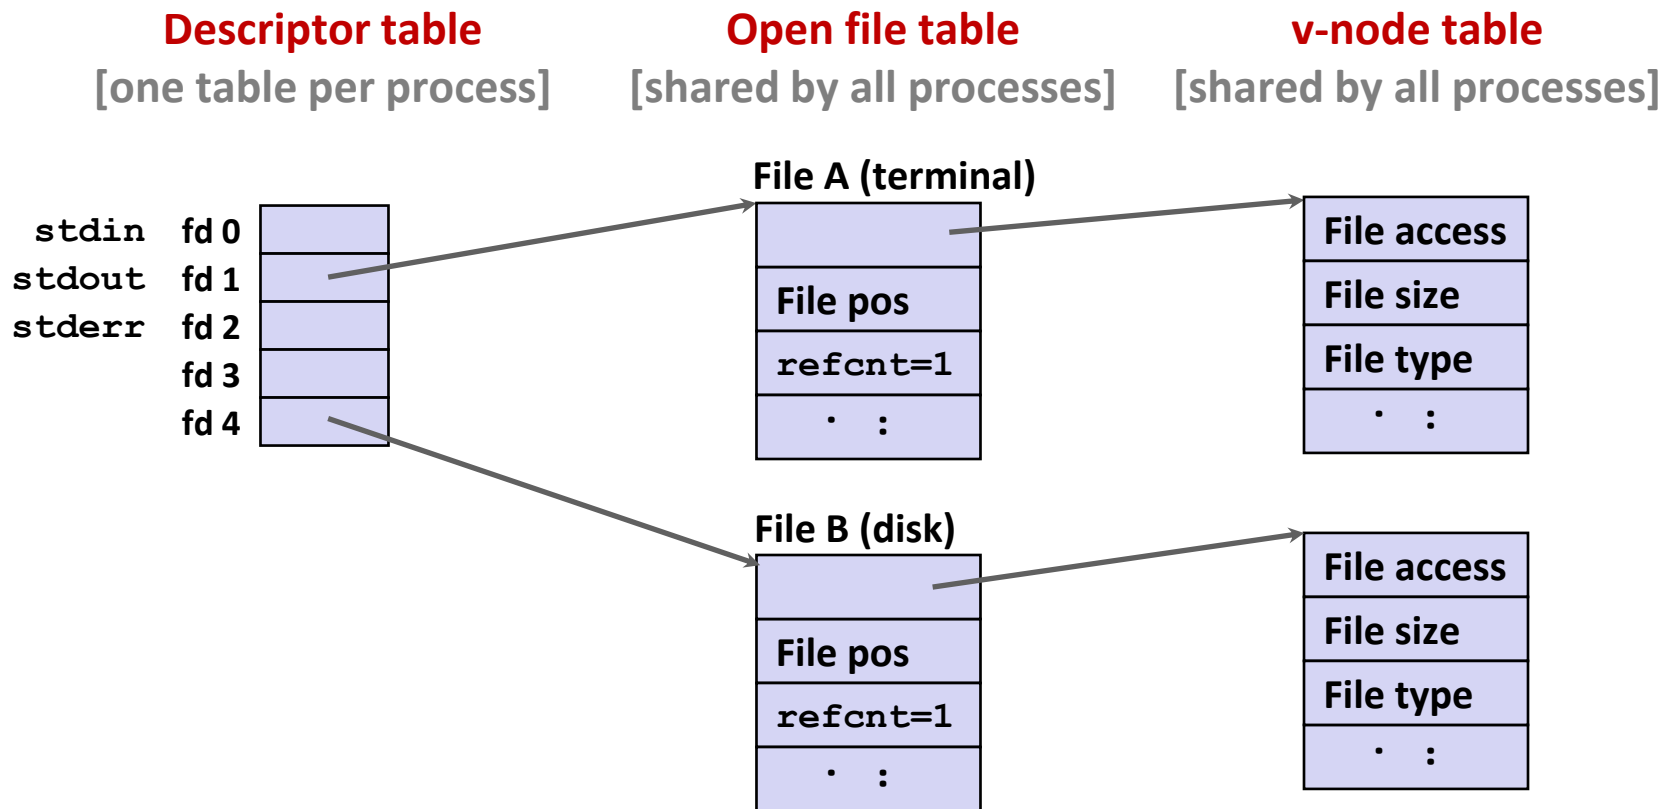 Descriptor table
[one table per process]
Open file table
[shared by all processes]
v-node table
[shared by all processes]
stdin fd 0
stdout fd 1
stderr fd 2
fd 3
fd 4
File A (terminal)
File pos
refcnt=1
. :
File access
File size
File type
. :
File B (disk)
File pos
refcnt=1
. :
File access
File size
File type
. :